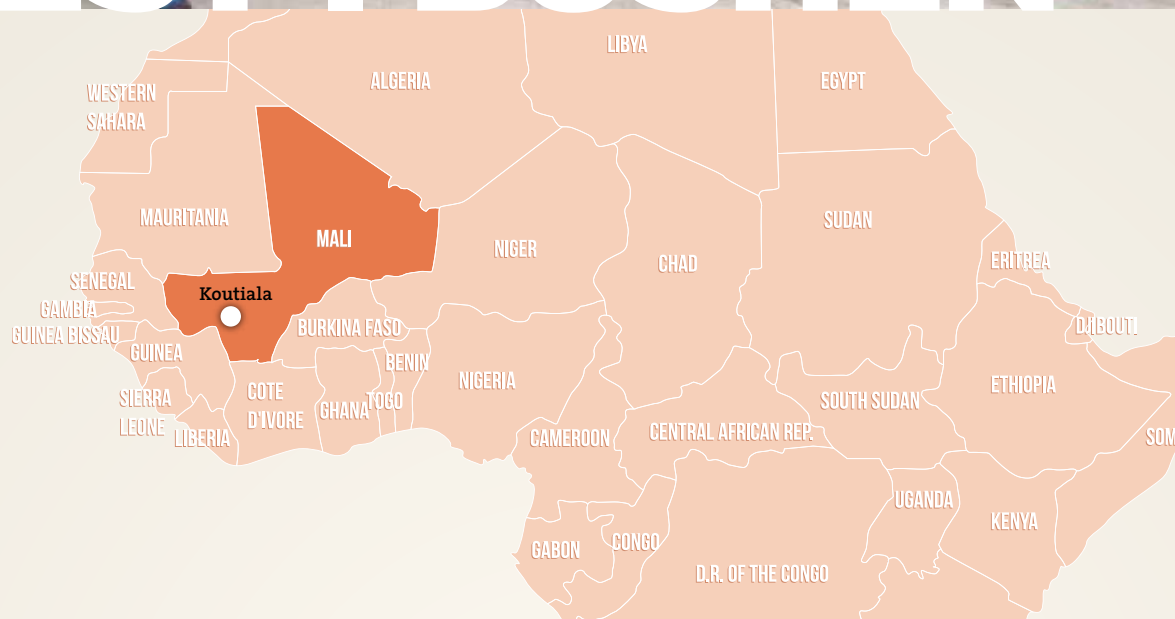 LIBYA
ALGERIA
EGYPT
WESTERN
SAHARA
MAURITANIA
MALI
NIGER
CHAD
SUDAN
ERITREA
SENEGAL
Koutiala
GAMBIA
GUINEA BISSAU
BURKINA FASO
DJIBOUTI
GUINEA
BENIN
NIGERIA
ETHIOPIA
SIERRA
LEONE
COTE
D'IVORE
GHANA
TOGO
SOUTH SUDAN
LIBERIA
CAMEROON
CENTRAL AFRICAN REP.
SOM
UGANDA
KENYA
GABON
CONGO
D.R. OF THE CONGO